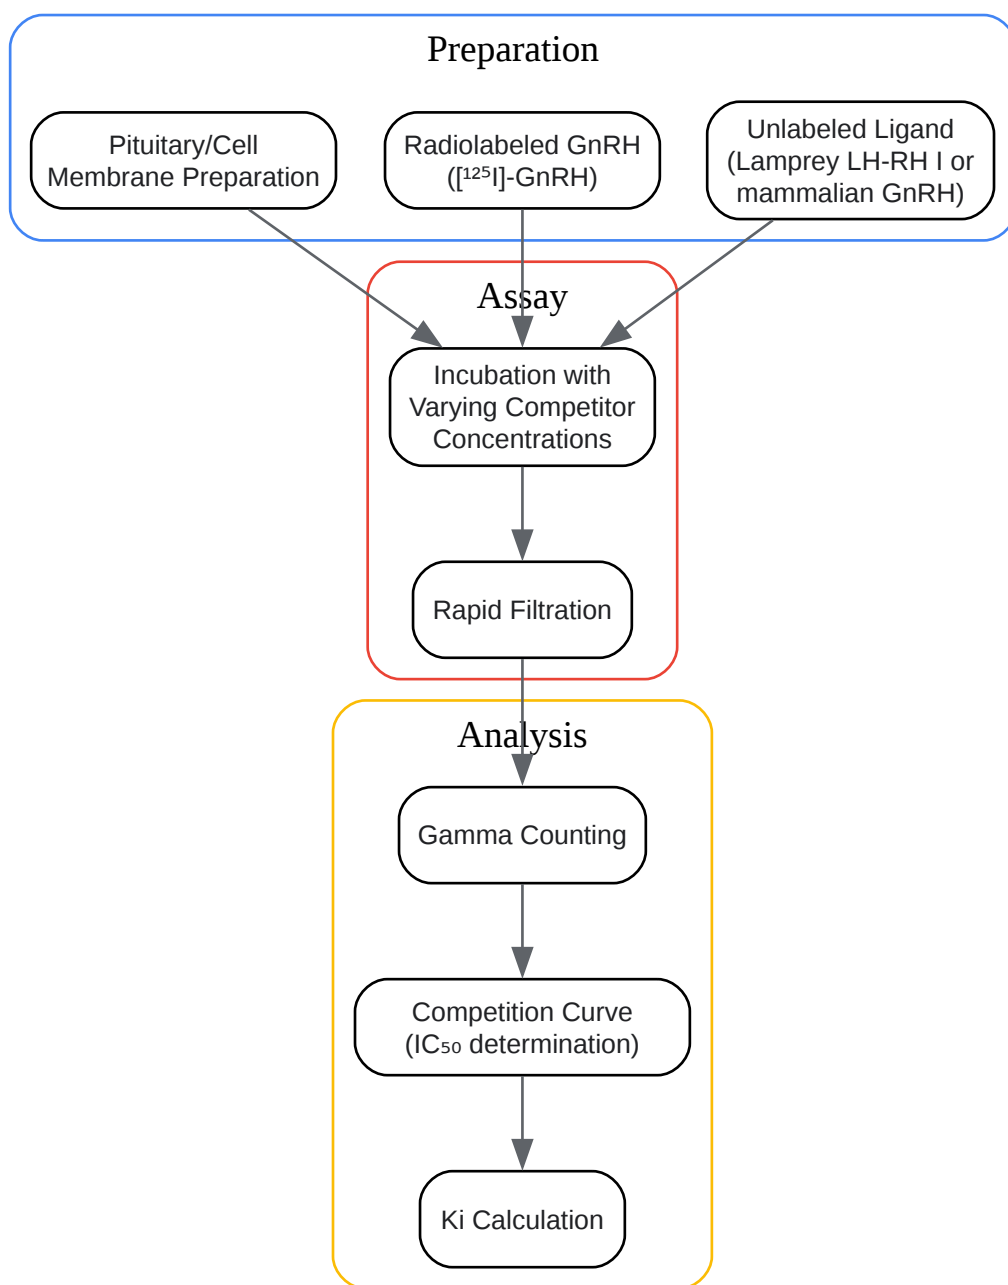 Preparation
Pituitary/Cell
Membrane Preparation
Radiolabeled GnRH
([¹²⁵I]-GnRH)
Unlabeled Ligand
(Lamprey LH-RH I or
mammalian GnRH)
Assay
Incubation with
Varying Competitor
Concentrations
Rapid Filtration
Analysis
Gamma Counting
Competition Curve
(IC₅₀ determination)
Ki Calculation